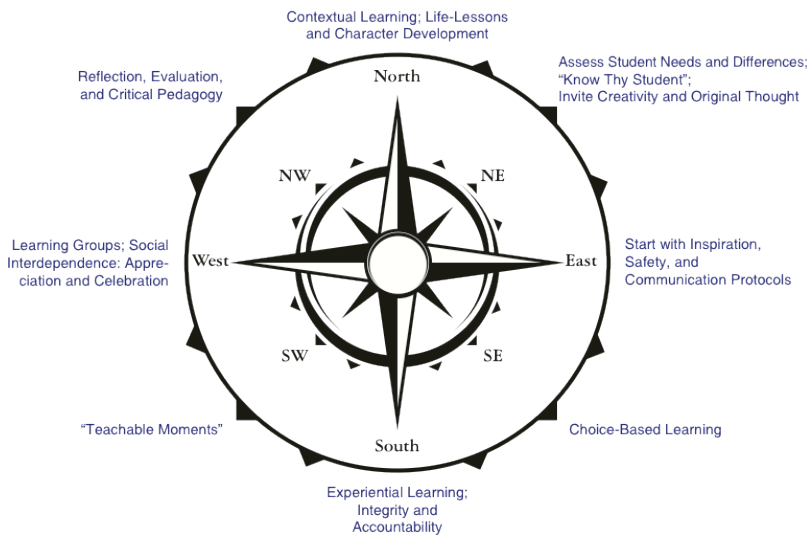 Contextual Learning; Life-Lessons
and Character Development
North
Assess Student Needs and Differences;
“Know Thy Student”;
Invite Creativity and Original Thought
Reflection, Evaluation,
and Critical Pedagogy
NW
NE
Learning Groups; Social
Interdependence: Appre-
ciation and Celebration
West
East
Start with Inspiration,
Safety, and
Communication Protocols
SW
SE
“Teachable Moments”
Choice-Based Learning
South
Experiential Learning;
Integrity and
Accountability